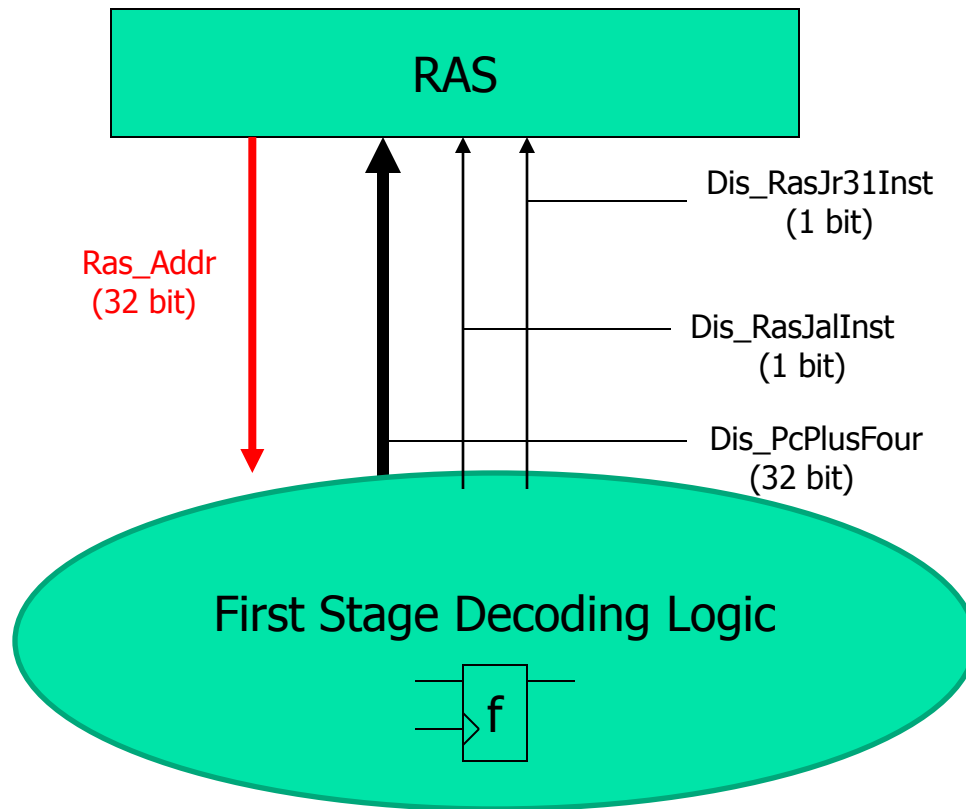 RAS
Dis_RasJr31Inst
(1 bit)
Ras_Addr
(32 bit)
Dis_RasJalInst
(1 bit)
Dis_PcPlusFour
(32 bit)
First Stage Decoding Logic
f